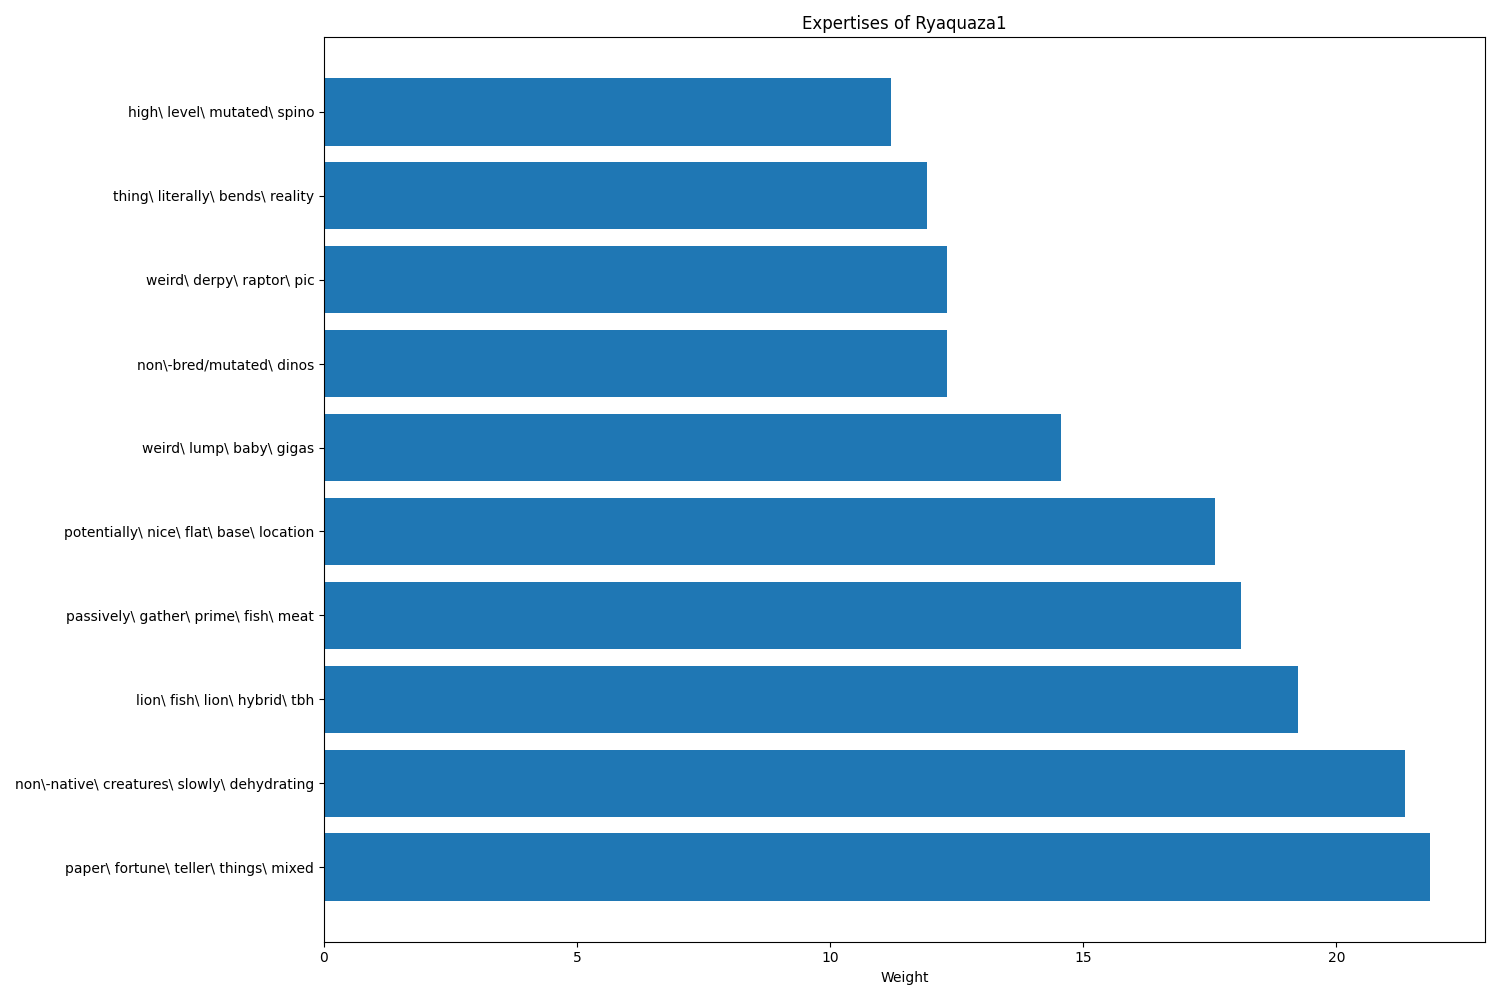 Expertises of Ryaquaza1
high\ level\ mutated\ spino
thing\ literally\ bends\ reality
weird\ derpy\ raptor\ pic
non\-bred/mutated\ dinos
weird\ lump\ baby\ gigas
potentially\ nice\ flat\ base\ location
passively\ gather\ prime\ fish\ meat
lion\ fish\ lion\ hybrid\ tbh
non\-native\ creatures\ slowly\ dehydrating
paper\ fortune\ teller\ things\ mixed
0 5 10 15 20
Weight